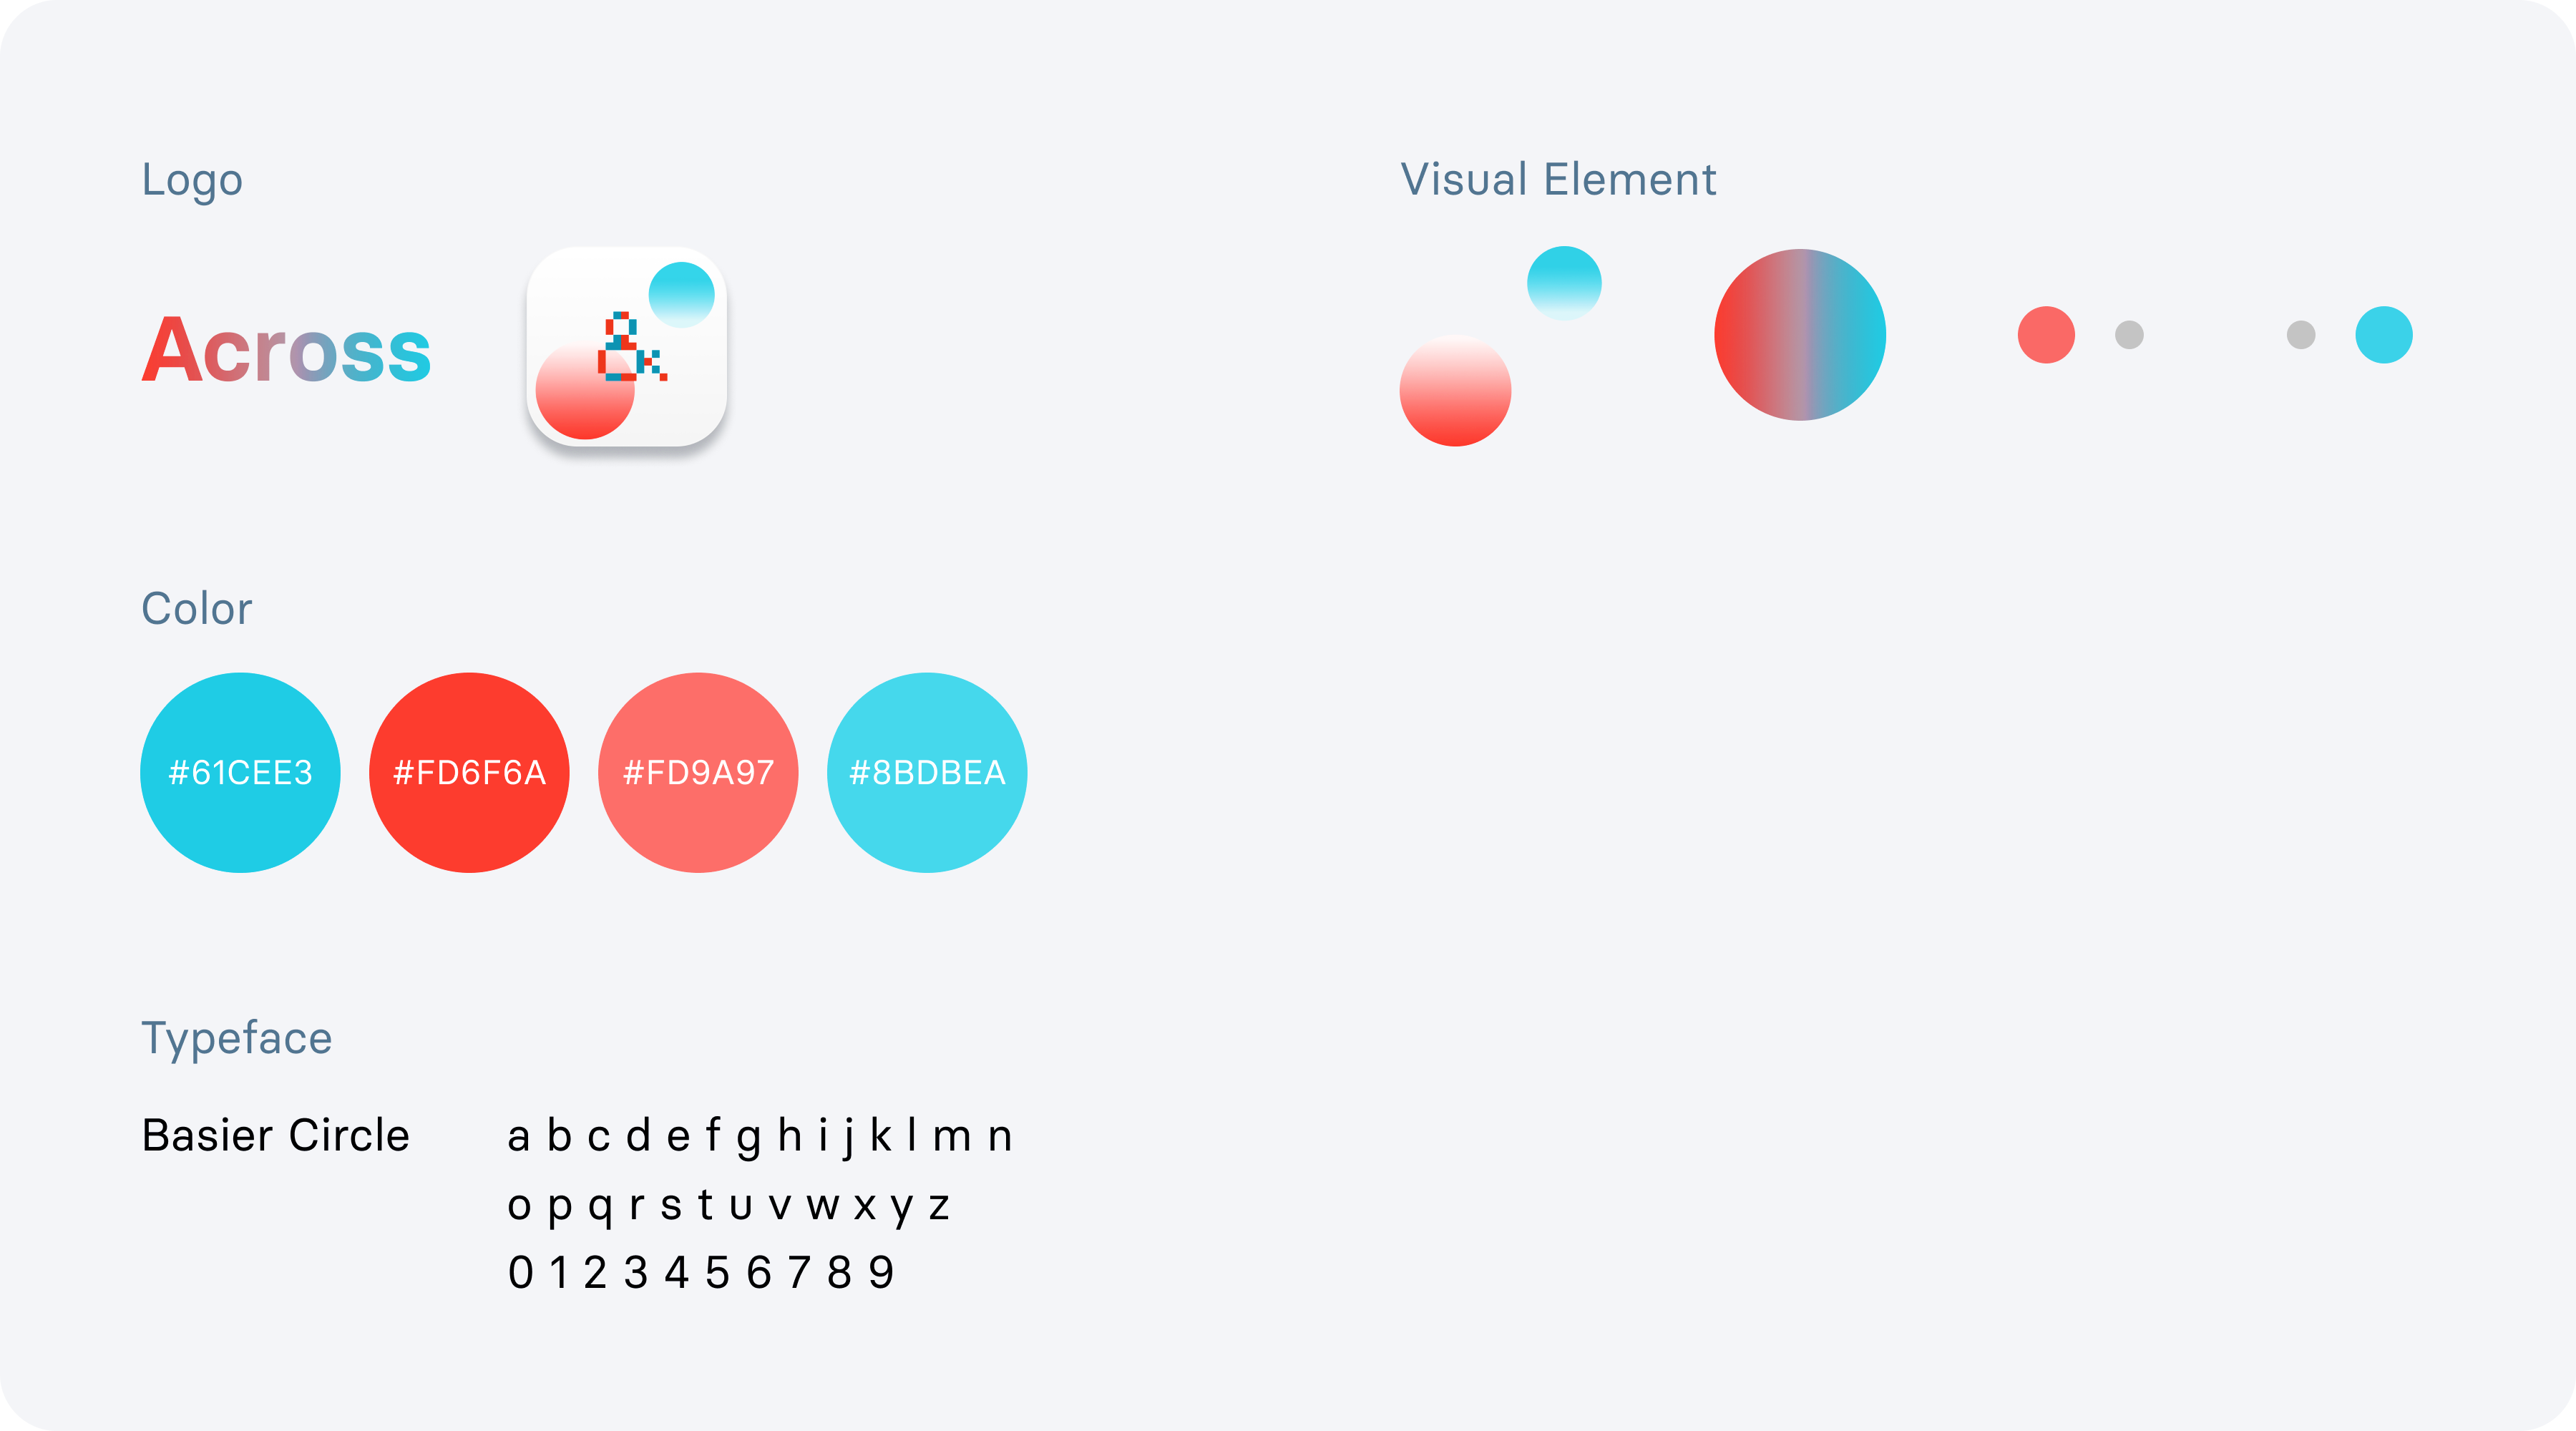 Logo
Across
&
Visual Element
Color
#61CEE3
#FD6F6A
#FD9A97
#8BDBEA
Typeface
Basier Circle
a b c d e f g h i j k l m n
o p q r s t u v w x y z
0 1 2 3 4 5 6 7 8 9